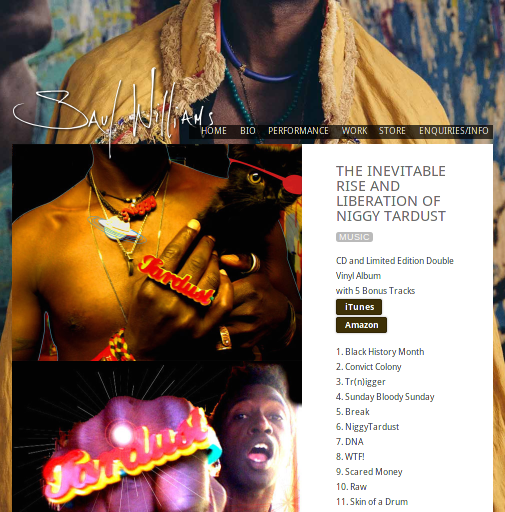 Saul Williams
HOME BIO PERFORMANCE WORK STORE ENQUIRIES/INFO
THE INEVITABLE
RISE AND
LIBERATION OF
NIGGY TARDUST
MUSIC
CD and Limited Edition Double
Vinyl Album
with 5 Bonus Tracks
iTunes
Amazon
1. Black History Month
2. Convict Colony
3. Tr(n)igger
4. Sunday Bloody Sunday
5. Break
6. NiggyTardust
7. DNA
8. WTF!
9. Scared Money
10. Raw
11. Skin of a Drum
Tardust
Tardust